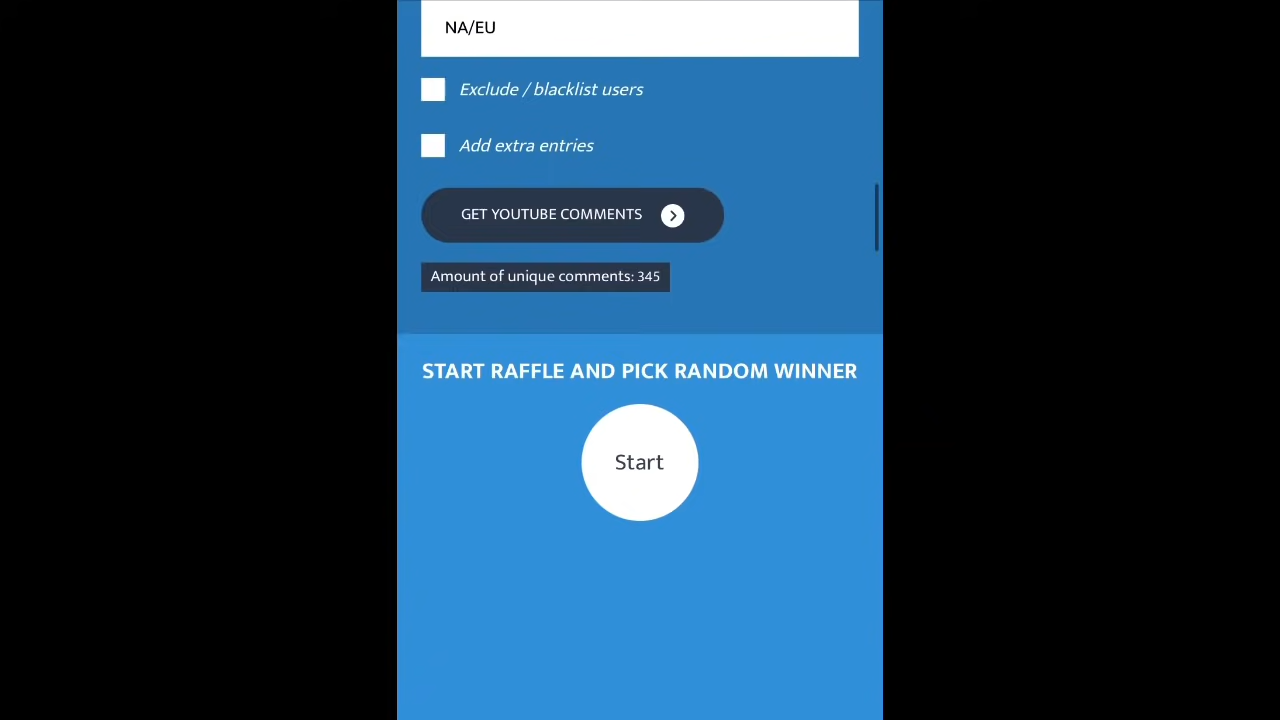 NA/EU
Exclude / blacklist users
Add extra entries
GET YOUTUBE COMMENTS
Amount of unique comments: 345
START RAFFLE AND PICK RANDOM WINNER
Start